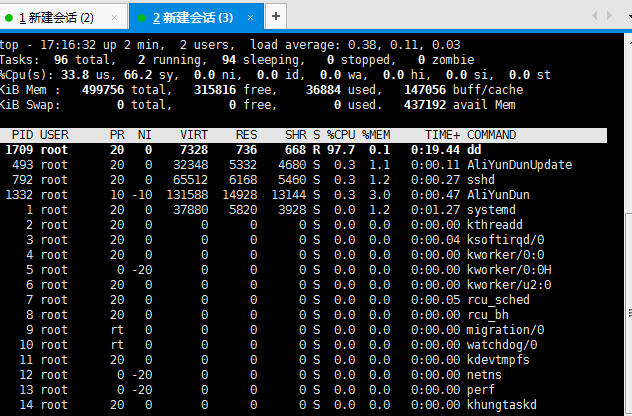 1 新建会话 (2) × 2 新建会话 (3) × +
top - 17:16:32 up 2 min,  2 users,  load average: 0.38, 0.11, 0.03
Tasks:  96 total,   2 running,  94 sleeping,   0 stopped,   0 zombie
%Cpu(s): 33.8 us, 66.2 sy,  0.0 ni,  0.0 id,  0.0 wa,  0.0 hi,  0.0 si,  0.0 st
KiB Mem :   499756 total,   315816 free,    36884 used,   147056 buff/cache
KiB Swap:        0 total,        0 free,        0 used.   437192 avail Mem
PID USER      PR  NI    VIRT    RES    SHR S %CPU %MEM     TIME+ COMMAND
1709 root      20   0    7328    736    668 R 97.7  0.1   0:19.44 dd
493 root      20   0   32348   5332   4680 S  0.3  1.1   0:00.11 AliYunDunUpdate
792 root      20   0   65512   6168   5460 S  0.3  1.2   0:00.27 sshd
1332 root      10 -10  131588  14928  13144 S  0.3  3.0   0:00.47 AliYunDun
1 root      20   0   37880   5820   3928 S  0.0  1.2   0:01.27 systemd
2 root      20   0       0      0      0 S  0.0  0.0   0:00.00 kthreadd
3 root      20   0       0      0      0 S  0.0  0.0   0:00.04 ksoftirqd/0
4 root      20   0       0      0      0 S  0.0  0.0   0:00.00 kworker/0:0
5 root       0 -20       0      0      0 S  0.0  0.0   0:00.00 kworker/0:0H
6 root      20   0       0      0      0 S  0.0  0.0   0:00.00 kworker/u2:0
7 root      20   0       0      0      0 S  0.0  0.0   0:00.05 rcu_sched
8 root      20   0       0      0      0 S  0.0  0.0   0:00.00 rcu_bh
9 root      rt   0       0      0      0 S  0.0  0.0   0:00.00 migration/0
10 root      rt   0       0      0      0 S  0.0  0.0   0:00.00 watchdog/0
11 root      20   0       0      0      0 S  0.0  0.0   0:00.00 kdevtmpfs
12 root       0 -20       0      0      0 S  0.0  0.0   0:00.00 netns
13 root       0 -20       0      0      0 S  0.0  0.0   0:00.00 perf
14 root      20   0       0      0      0 S  0.0  0.0   0:00.00 khungtaskd